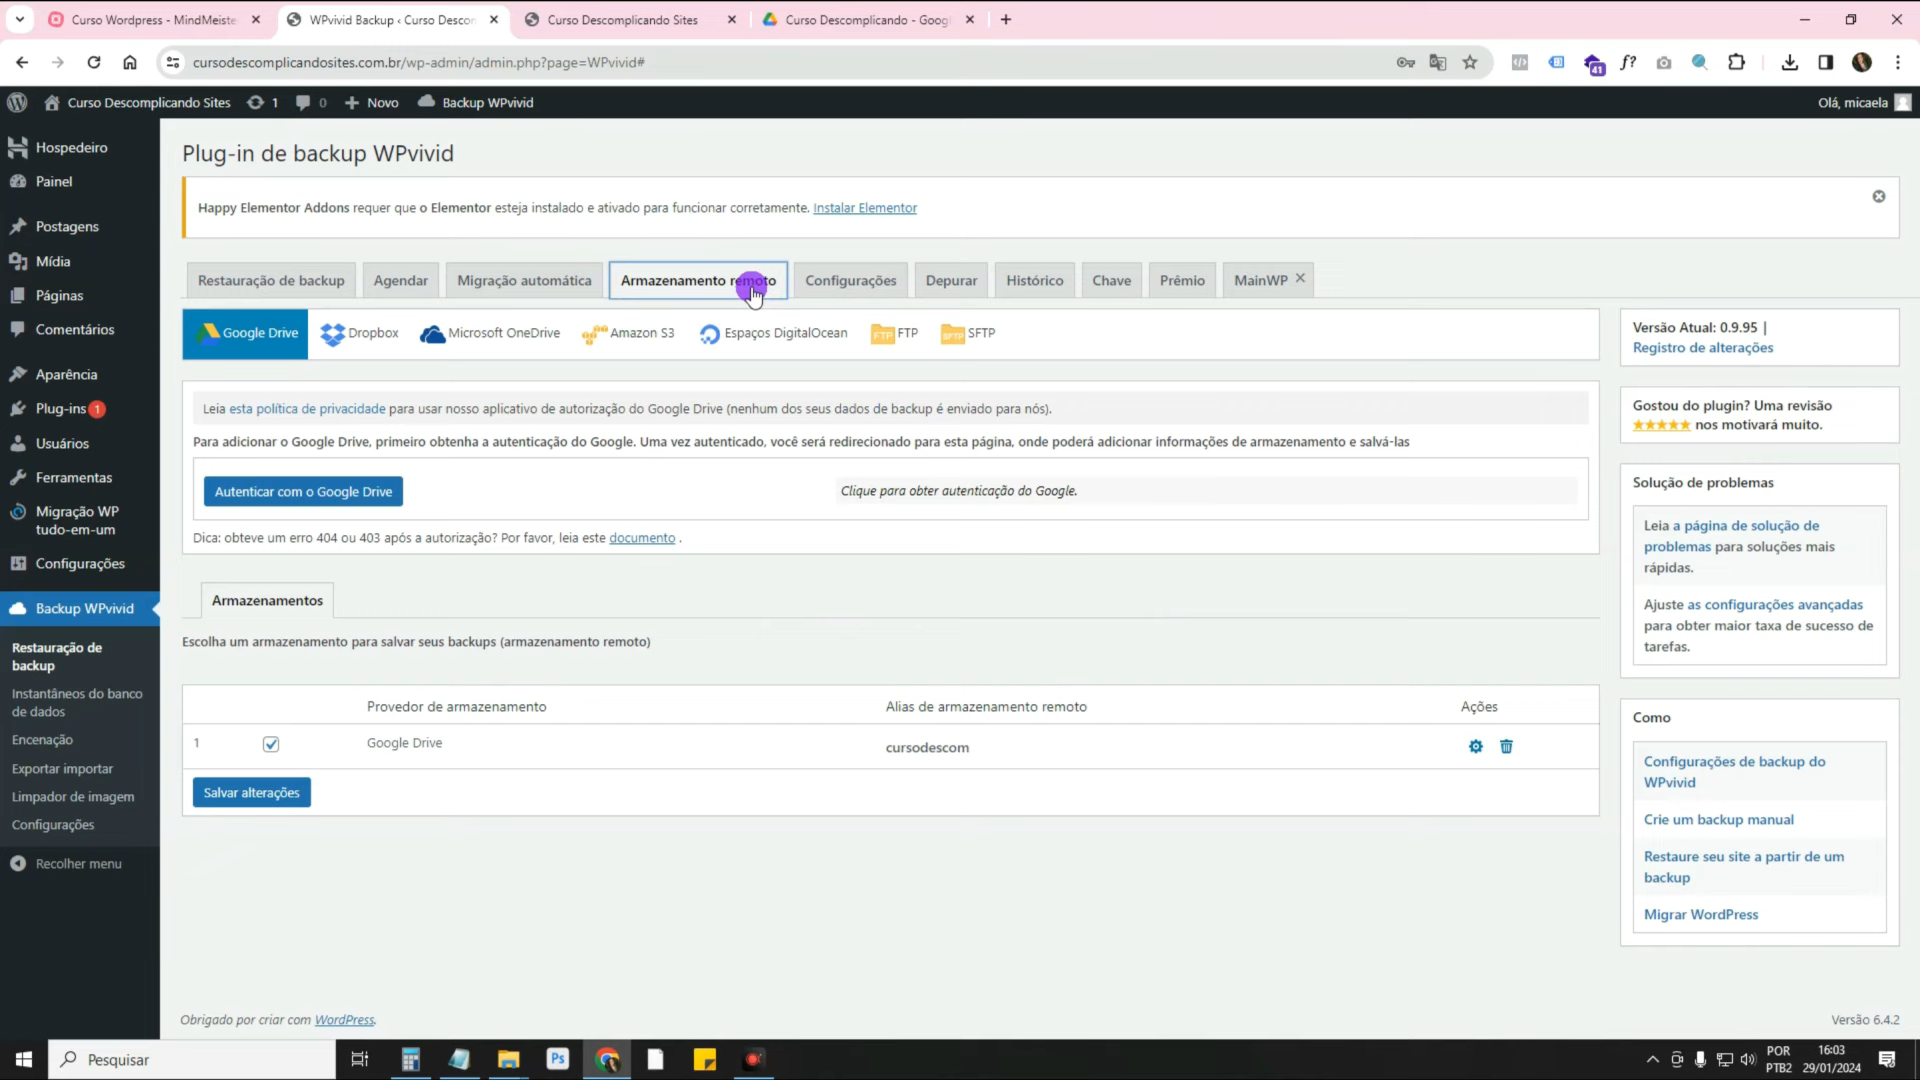 Curso Wordpress - MindMeiste
WPvivid Backup ‹ Curso Descon
Curso Descomplicando Sites
Curso Descomplicando - Goog
cursodescomplicandosites.com.br/wp-admin/admin.php?page=WPvivid#
f?
41
Curso Descomplicando Sites
1
0
Novo
Backup WPvivid
Olá, micaela
Hospedeiro
Painel
Postagens
Mídia
Páginas
Comentários
Aparência
Plug-ins 1
Usuários
Ferramentas
Migração WP
tudo-em-um
Configurações
Backup WPvivid
Restauração de
backup
Instantâneos do banco
de dados
Encenação
Exportar importar
Limpador de imagem
Configurações
Recolher menu
Plug-in de backup WPvivid
Happy Elementor Addons requer que o Elementor esteja instalado e ativado para funcionar corretamente. Instalar Elementor
Restauração de backup
Agendar
Migração automática
Armazenamento remoto
Configurações
Depurar
Histórico
Chave
Prêmio
MainWP
Google Drive
Dropbox
Microsoft OneDrive
Amazon S3
Espaços DigitalOcean
FTP FTP
SFTP SFTP
Leia esta política de privacidade para usar nosso aplicativo de autorização do Google Drive (nenhum dos seus dados de backup é enviado para nós).
Para adicionar o Google Drive, primeiro obtenha a autenticação do Google. Uma vez autenticado, você será redirecionado para esta página, onde poderá adicionar informações de armazenamento e salvá-las
Autenticar com o Google Drive
Clique para obter autenticação do Google.
Dica: obteve um erro 404 ou 403 após a autorização? Por favor, leia este documento .
Armazenamentos
Escolha um armazenamento para salvar seus backups (armazenamento remoto)
Provedor de armazenamento
Alias de armazenamento remoto
Ações
1
Google Drive
cursodescom
Salvar alterações
Versão Atual: 0.9.95 |
Registro de alterações
Gostou do plugin? Uma revisão
★★★★★ nos motivará muito.
Solução de problemas
Leia a página de solução de
problemas para soluções mais
rápidas.
Ajuste as configurações avançadas
para obter maior taxa de sucesso de
tarefas.
Como
Configurações de backup do
WPvivid
Crie um backup manual
Restaure seu site a partir de um
backup
Migrar WordPress
Obrigado por criar com WordPress.
Versão 6.4.2
Pesquisar
Ps
POR
PTB2
16:03
29/01/2024